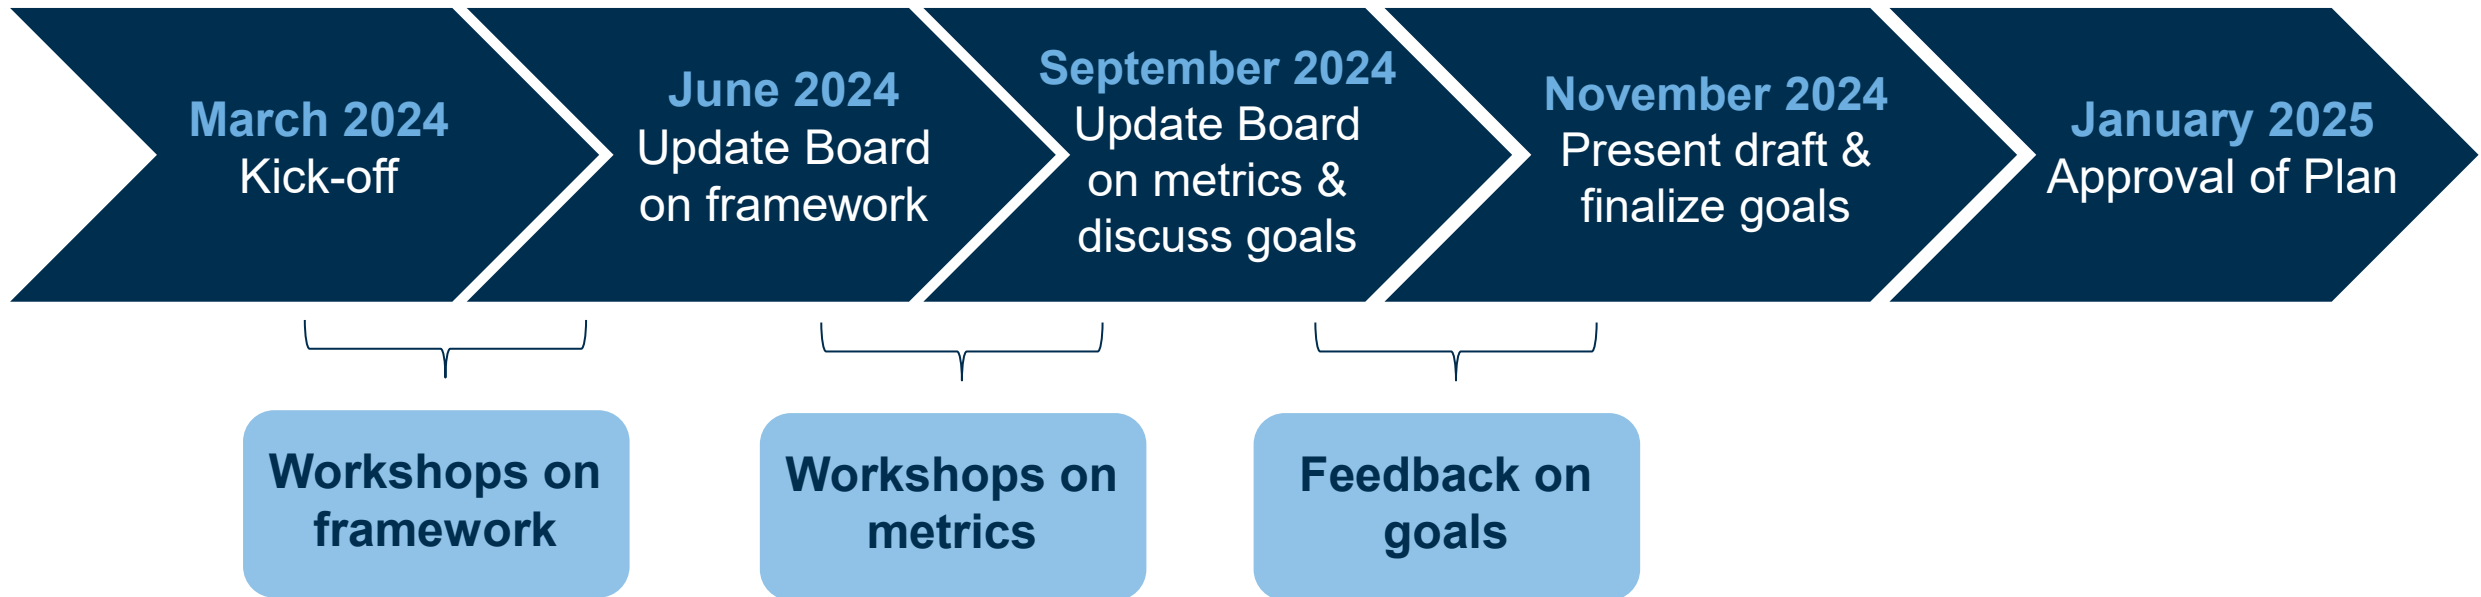 March 2024
Kick-off
June 2024
Update Board
on framework
September 2024
Update Board
on metrics &
discuss goals
November 2024
Present draft &
finalize goals
January 2025
Approval of Plan
Workshops on
framework
Workshops on
metrics
Feedback on
goals